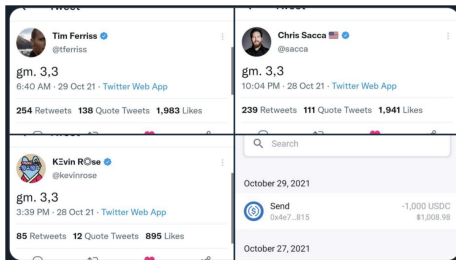 Tim Ferriss
@tferriss
gm. 3,3
6:40 AM · 29 Oct 21 · Twitter Web App
254 Retweets 138 Quote Tweets 1,983 Likes
Chris Sacca 🇺🇸
@sacca
gm. 3,3
10:04 PM · 28 Oct 21 · Twitter Web App
239 Retweets 111 Quote Tweets 1,941 Likes
KΞvin R◎se
@kevinrose
gm. 3,3
3:39 PM · 28 Oct 21 · Twitter Web App
85 Retweets 12 Quote Tweets 895 Likes
Search
October 29, 2021
Send -1,000 USDC
0x4e7..815 $1,008.98
October 27, 2021